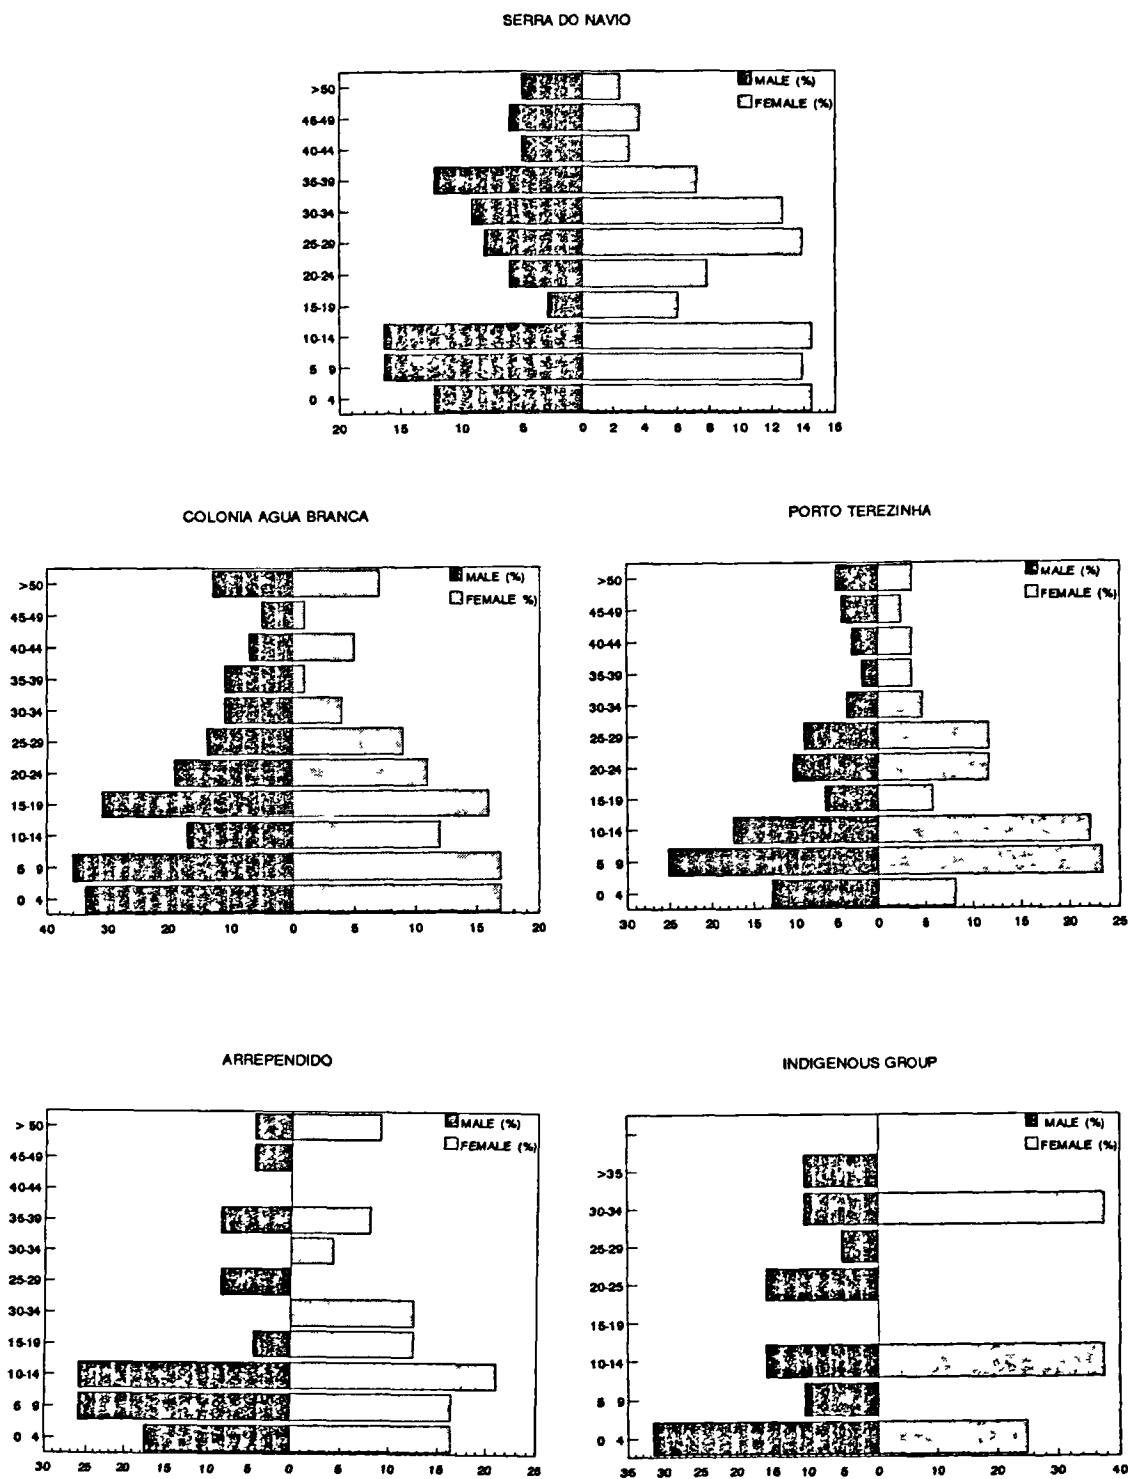 SERRA DO NAVIO
MALE (%)
FEMALE (%)
>50
45-49
40-44
35-39
30-34
25-29
20-24
15-19
10-14
5 9
0 4
20 15 10 5 0 2 4 6 8 10 12 14 16
COLONIA AGUA BRANCA
MALE (%)
FEMALE %)
>50
45-49
40-44
35-39
30-34
25-29
20-24
15-19
10-14
5 9
0 4
40 30 20 10 0 5 10 15 20
PORTO TEREZINHA
MALE (%)
FEMALE (%)
>50
45-49
40-44
35-39
30-34
25-29
20-24
15-19
10-14
5 9
0 4
30 25 20 15 10 5 0 5 10 15 20 25
ARREPENDIDO
MALE (%)
FEMALE (%)
> 50
45-49
40-44
35-39
30-34
25-29
30-34
15-19
10-14
5 9
0 4
30 25 20 15 10 5 0 5 10 15 20 25
INDIGENOUS GROUP
MALE (%)
FEMALE (%)
>35
30-34
25-29
20-25
15-19
10-14
5 9
0 4
35 30 25 20 15 10 5 0 10 20 30 40